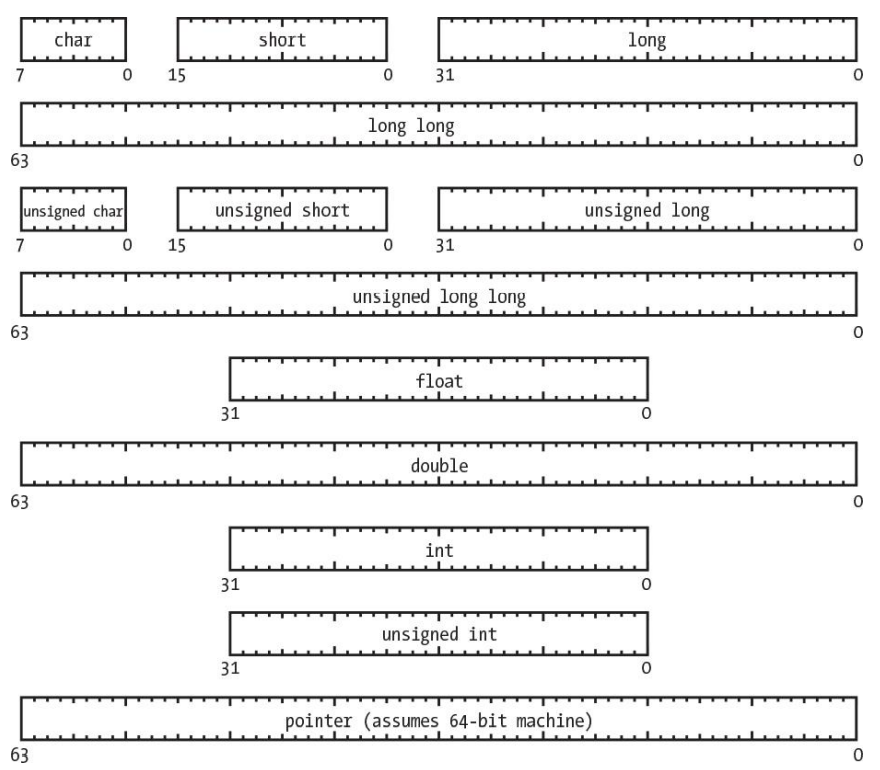 char short long
7 0 15 0 31 0
long long
63 0
unsigned char unsigned short unsigned long
7 0 15 0 31 0
unsigned long long
63 0
float
31 0
double
63 0
int
31 0
unsigned int
31 0
pointer (assumes 64-bit machine)
63 0